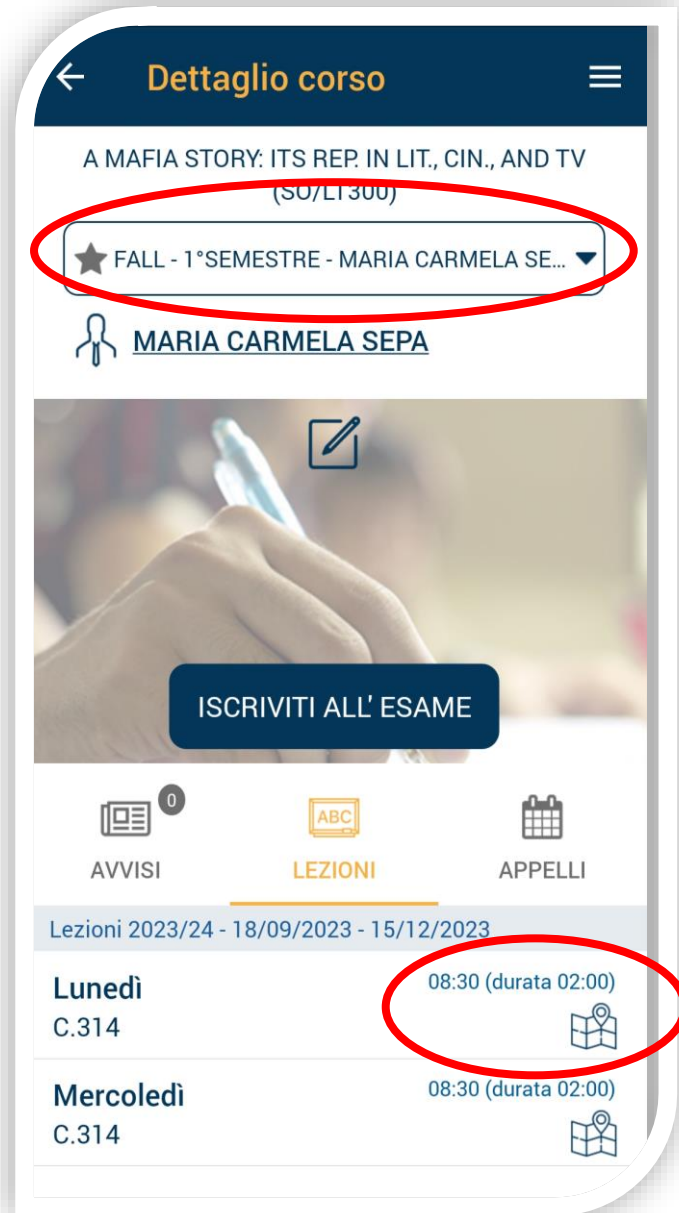 Dettaglio corso
A MAFIA STORY: ITS REP. IN LIT., CIN., AND TV
(SO/LT300)
FALL - 1°SEMESTRE - MARIA CARMELA SE...
MARIA CARMELA SEPA
ISCRIVITI ALL' ESAME
0
ABC
AVVISI LEZIONI APPELLI
Lezioni 2023/24 - 18/09/2023 - 15/12/2023
Lunedì 08:30 (durata 02:00)
C.314
Mercoledì 08:30 (durata 02:00)
C.314